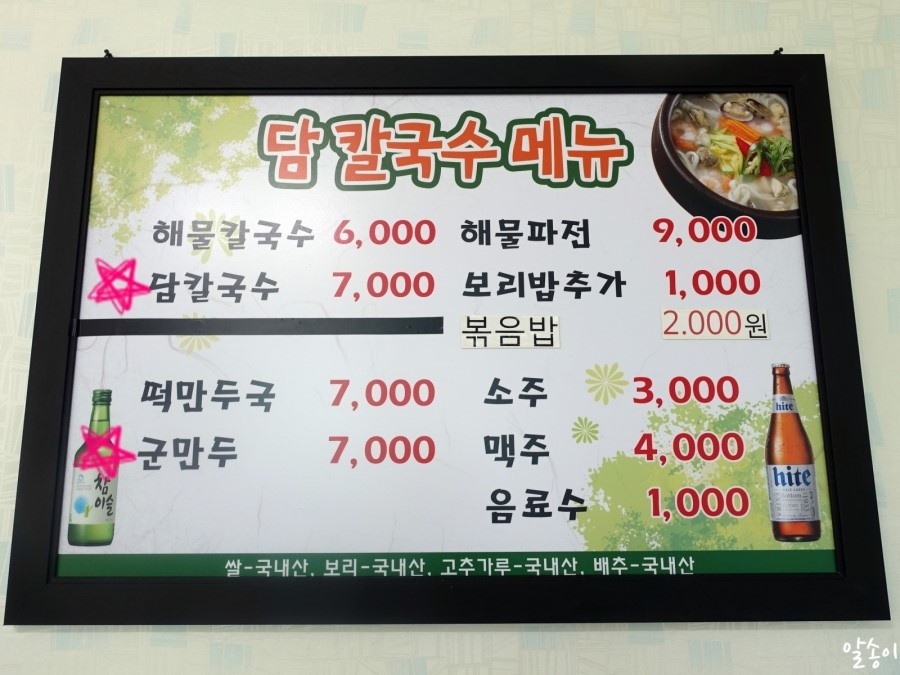 담 칼국수 메뉴
해물칼국수 6,000
담칼국수 7,000
떡만두국 7,000
군만두 7,000
해물파전 9,000
보리밥추가 1,000
볶음밥 2.000원
소주 3,000
맥주 4,000
음료수 1,000
참
이슬
hite
hite
쌀-국내산, 보리-국내산, 고추가루-국내산, 배추-국내산
알송이